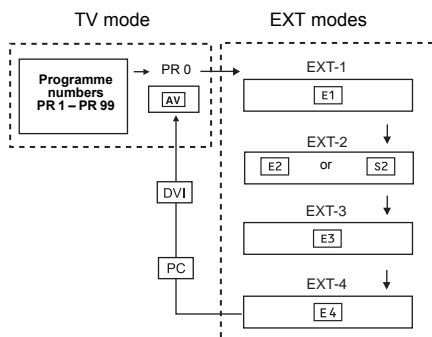 TV mode
EXT modes
Programme
numbers
PR 1 – PR 99
PR 0
AV
EXT-1
E1
EXT-2
E2 or S2
EXT-3
E3
EXT-4
E4
DVI
PC